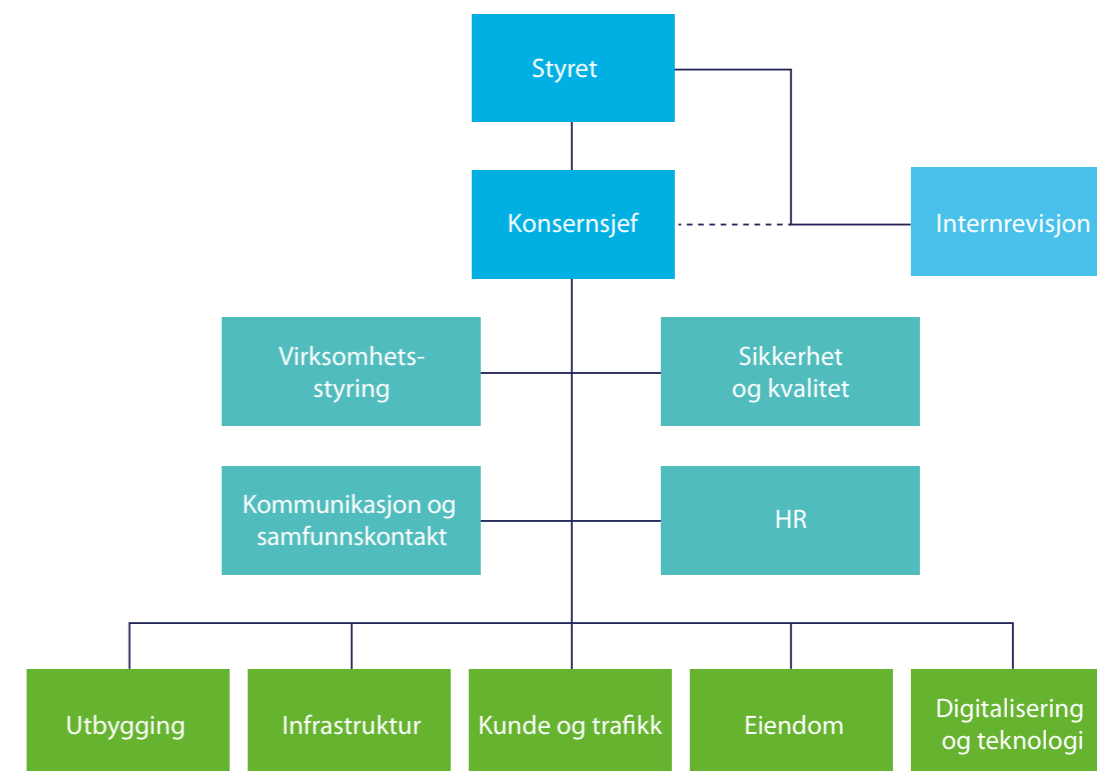 Styret
Konsernsjef
Internrevisjon
Virksomhets-
styring
Sikkerhet
og kvalitet
Kommunikasjon og
samfunnskontakt
HR
Utbygging
Infrastruktur
Kunde og trafikk
Eiendom
Digitalisering
og teknologi